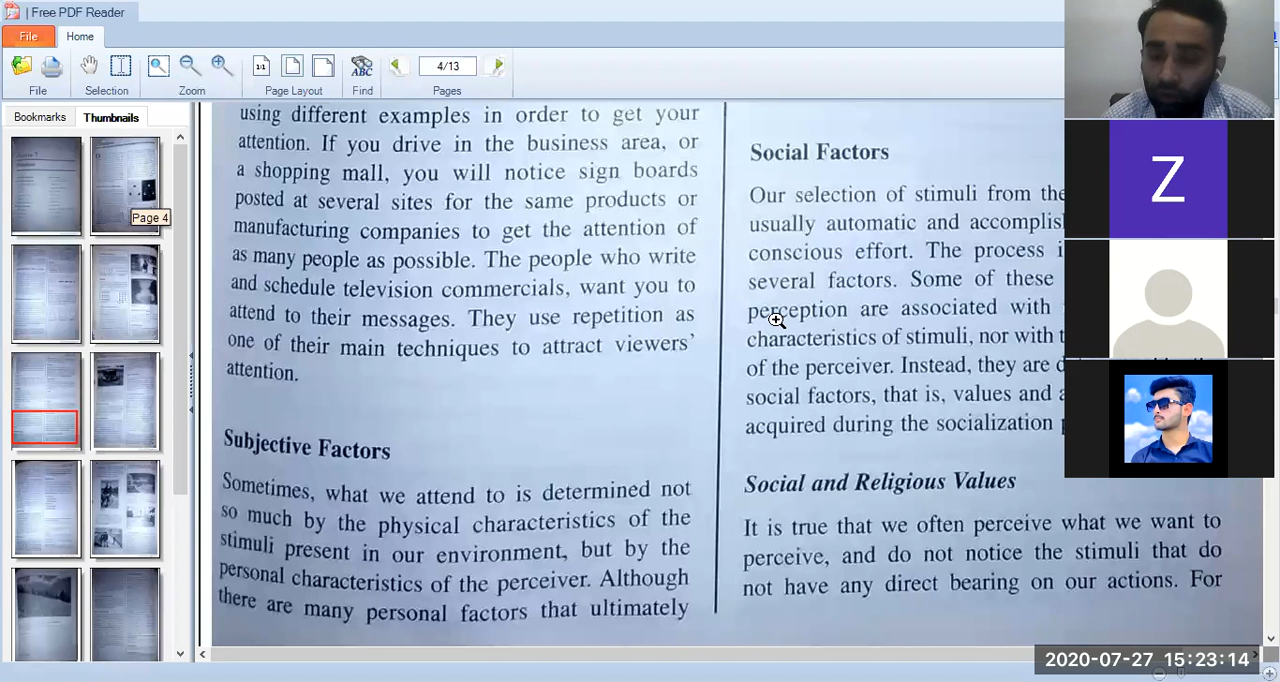 | Free PDF Reader
File
Home
4/13
1:1
ABC
File
Selection
Zoom
Page Layout
Find
Pages
Bookmarks
Thumbnails
Page 4
using different examples in order to get your
attention. If you drive in the business area, or
a shopping mall, you will notice sign boards
posted at several sites for the same products or
manufacturing companies to get the attention of
as many people as possible. The people who write
and schedule television commercials, want you to
attend to their messages. They use repetition as
one of their main techniques to attract viewers'
attention.
Subjective Factors
Sometimes, what we attend to is determined not
so much by the physical characteristics of the
stimuli present in our environment, but by the
personal characteristics of the perceiver. Although
there are many personal factors that ultimately
Social Factors
Our selection of stimuli from the
usually automatic and accomplis
conscious effort. The process i
several factors. Some of these
perception are associated with
characteristics of stimuli, nor with t
of the perceiver. Instead, they are d
social factors, that is, values and a
acquired during the socialization
Social and Religious Values
It is true that we often perceive what we want to
perceive, and do not notice the stimuli that do
not have any direct bearing on our actions. For
Z
2020-07-27 15:23:14